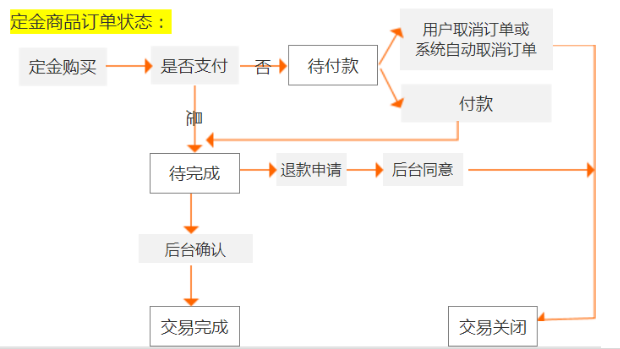 定金商品订单状态：
定金购买
是否支付
否
待付款
用户取消订单或
系统自动取消订单
付款
是
待完成
退款申请
后台同意
后台确认
交易完成
交易关闭